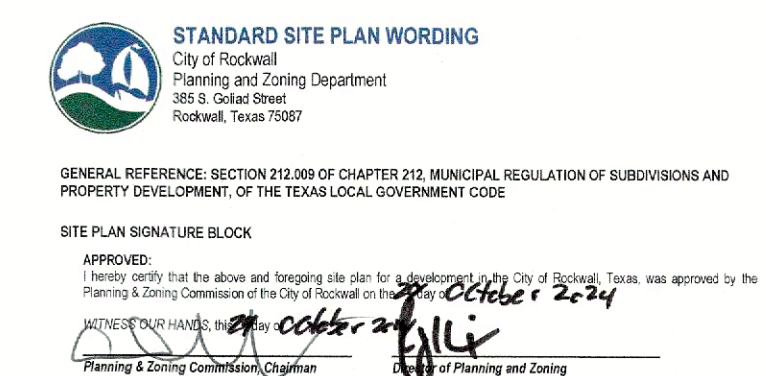 STANDARD SITE PLAN WORDING
City of Rockwall
Planning and Zoning Department
385 S. Goliad Street
Rockwall, Texas 75087
GENERAL REFERENCE: SECTION 212.009 OF CHAPTER 212, MUNICIPAL REGULATION OF SUBDIVISIONS AND
PROPERTY DEVELOPMENT, OF THE TEXAS LOCAL GOVERNMENT CODE
SITE PLAN SIGNATURE BLOCK
APPROVED:
I hereby certify that the above and foregoing site plan for a development in the City of Rockwall, Texas, was approved by the
Planning & Zoning Commission of the City of Rockwall on the day of October 2024
WITNESS OUR HANDS, this day of October
Planning & Zoning Commission, Chairman Director of Planning and Zoning